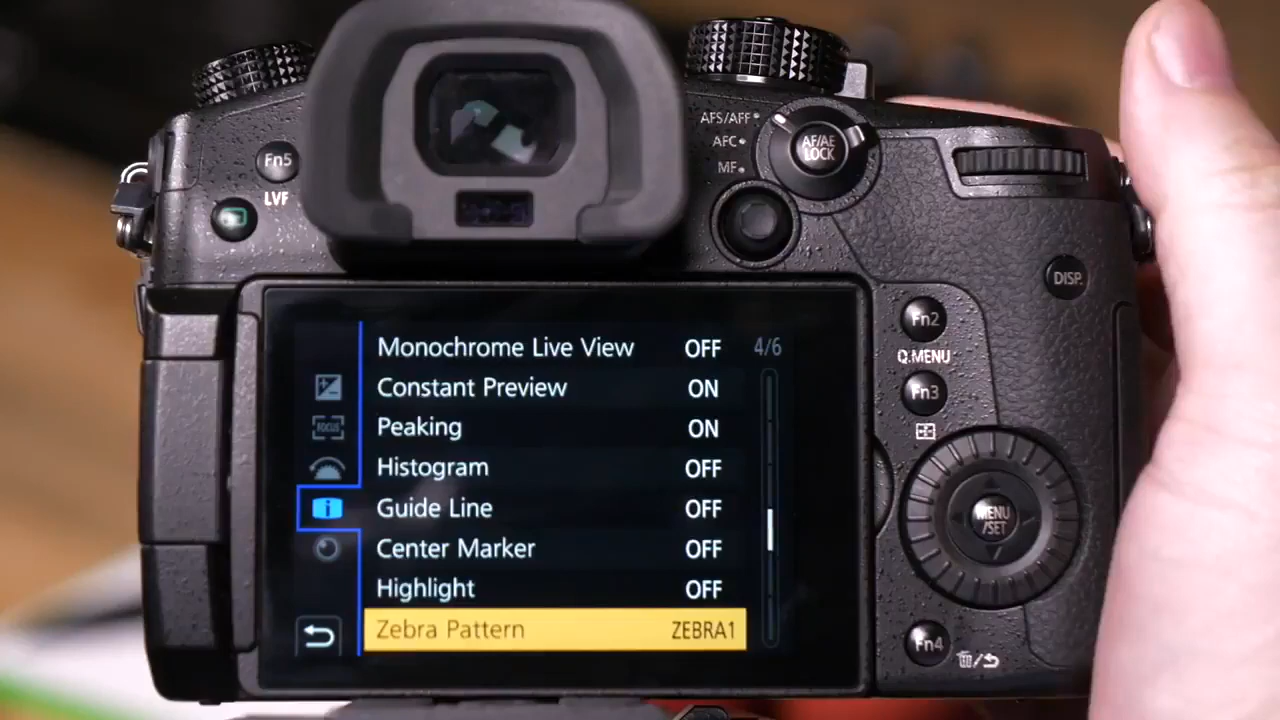 AFS/AFF
AFC
MF
AF/AE
LOCK
Fn5
LVF
DISP.
Fn2
Q.MENU
Fn3
MENU
/SET
Fn4
Monochrome Live View OFF 4/6
Constant Preview ON
Peaking ON
FOCUS
Histogram OFF
Guide Line OFF
Center Marker OFF
Highlight OFF
Zebra Pattern ZEBRA1